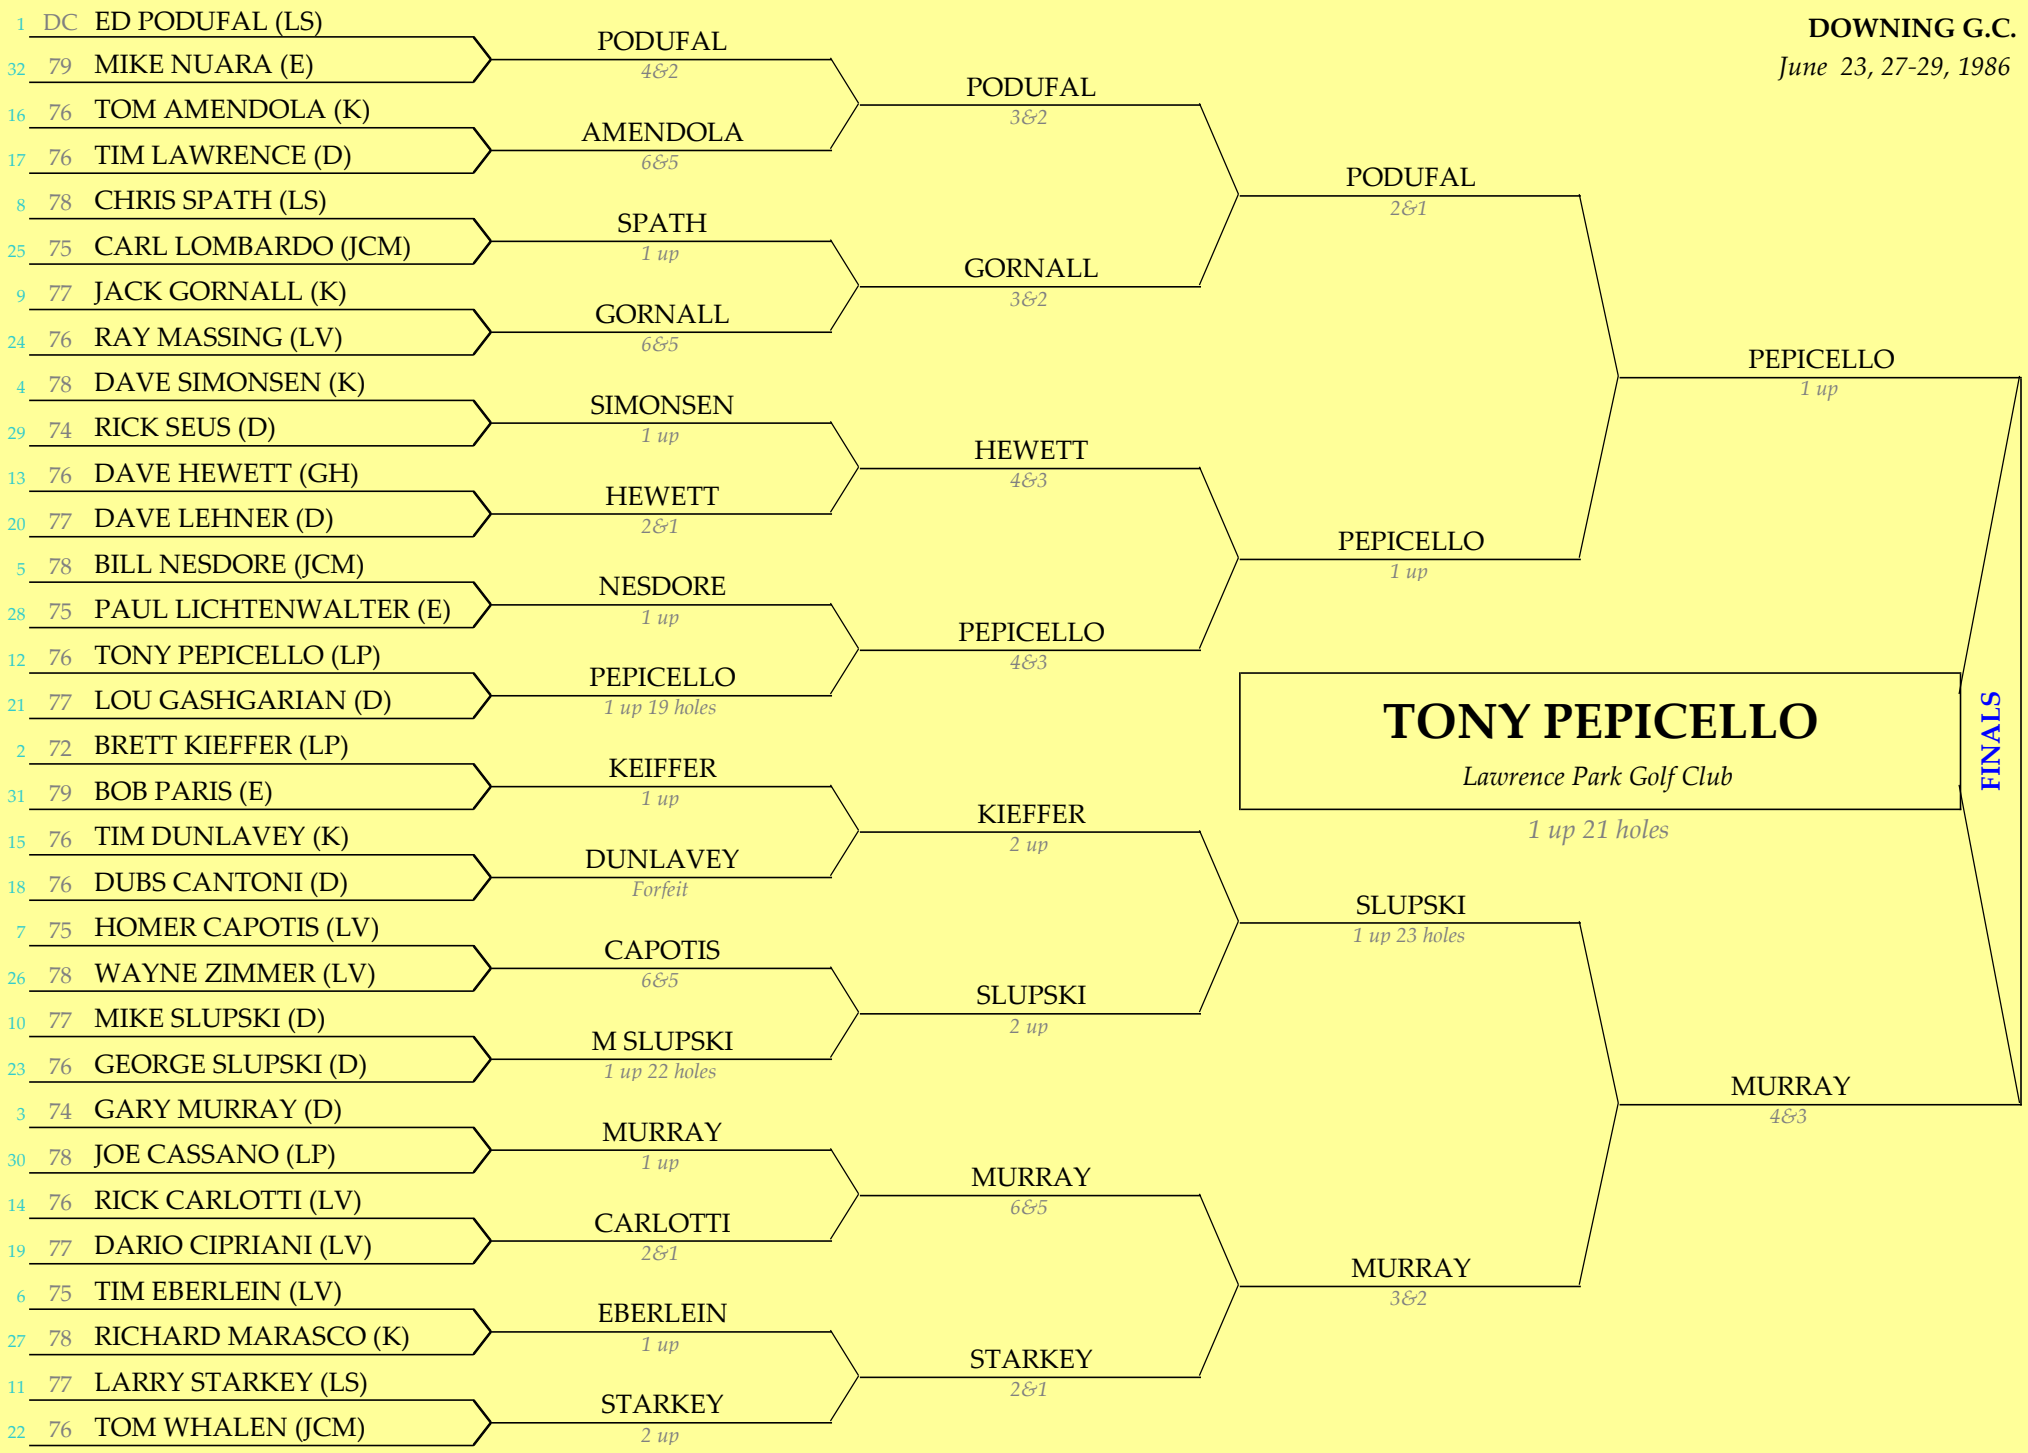 DOWNING G.C.
June 23, 27-29, 1986
1 DC ED PODUFAL (LS)
32 79 MIKE NUARA (E)
16 76 TOM AMENDOLA (K)
17 76 TIM LAWRENCE (D)
8 78 CHRIS SPATH (LS)
25 75 CARL LOMBARDO (JCM)
9 77 JACK GORNALL (K)
24 76 RAY MASSING (LV)
4 78 DAVE SIMONSEN (K)
29 74 RICK SEUS (D)
13 76 DAVE HEWETT (GH)
20 77 DAVE LEHNER (D)
5 78 BILL NESDORE (JCM)
28 75 PAUL LICHTENWALTER (E)
12 76 TONY PEPICELLO (LP)
21 77 LOU GASHGARIAN (D)
2 72 BRETT KIEFFER (LP)
31 79 BOB PARIS (E)
15 76 TIM DUNLAVEY (K)
18 76 DUBS CANTONI (D)
7 75 HOMER CAPOTIS (LV)
26 78 WAYNE ZIMMER (LV)
10 77 MIKE SLUPSKI (D)
23 76 GEORGE SLUPSKI (D)
3 74 GARY MURRAY (D)
30 78 JOE CASSANO (LP)
14 76 RICK CARLOTTI (LV)
19 77 DARIO CIPRIANI (LV)
6 75 TIM EBERLEIN (LV)
27 78 RICHARD MARASCO (K)
11 77 LARRY STARKEY (LS)
22 76 TOM WHALEN (JCM)
PODUFAL
4&2
AMENDOLA
6&5
SPATH
1 up
GORNALL
6&5
SIMONSEN
1 up
HEWETT
2&1
NESDORE
1 up
PEPICELLO
1 up 19 holes
KEIFFER
1 up
DUNLAVEY
Forfeit
CAPOTIS
6&5
M SLUPSKI
1 up 22 holes
MURRAY
1 up
CARLOTTI
2&1
EBERLEIN
1 up
STARKEY
2 up
PODUFAL
3&2
GORNALL
3&2
HEWETT
4&3
PEPICELLO
4&3
KIEFFER
2 up
SLUPSKI
2 up
MURRAY
6&5
STARKEY
2&1
PODUFAL
2&1
PEPICELLO
1 up
SLUPSKI
1 up 23 holes
MURRAY
3&2
PEPICELLO
1 up
MURRAY
4&3
FINALS
TONY PEPICELLO
Lawrence Park Golf Club
1 up 21 holes